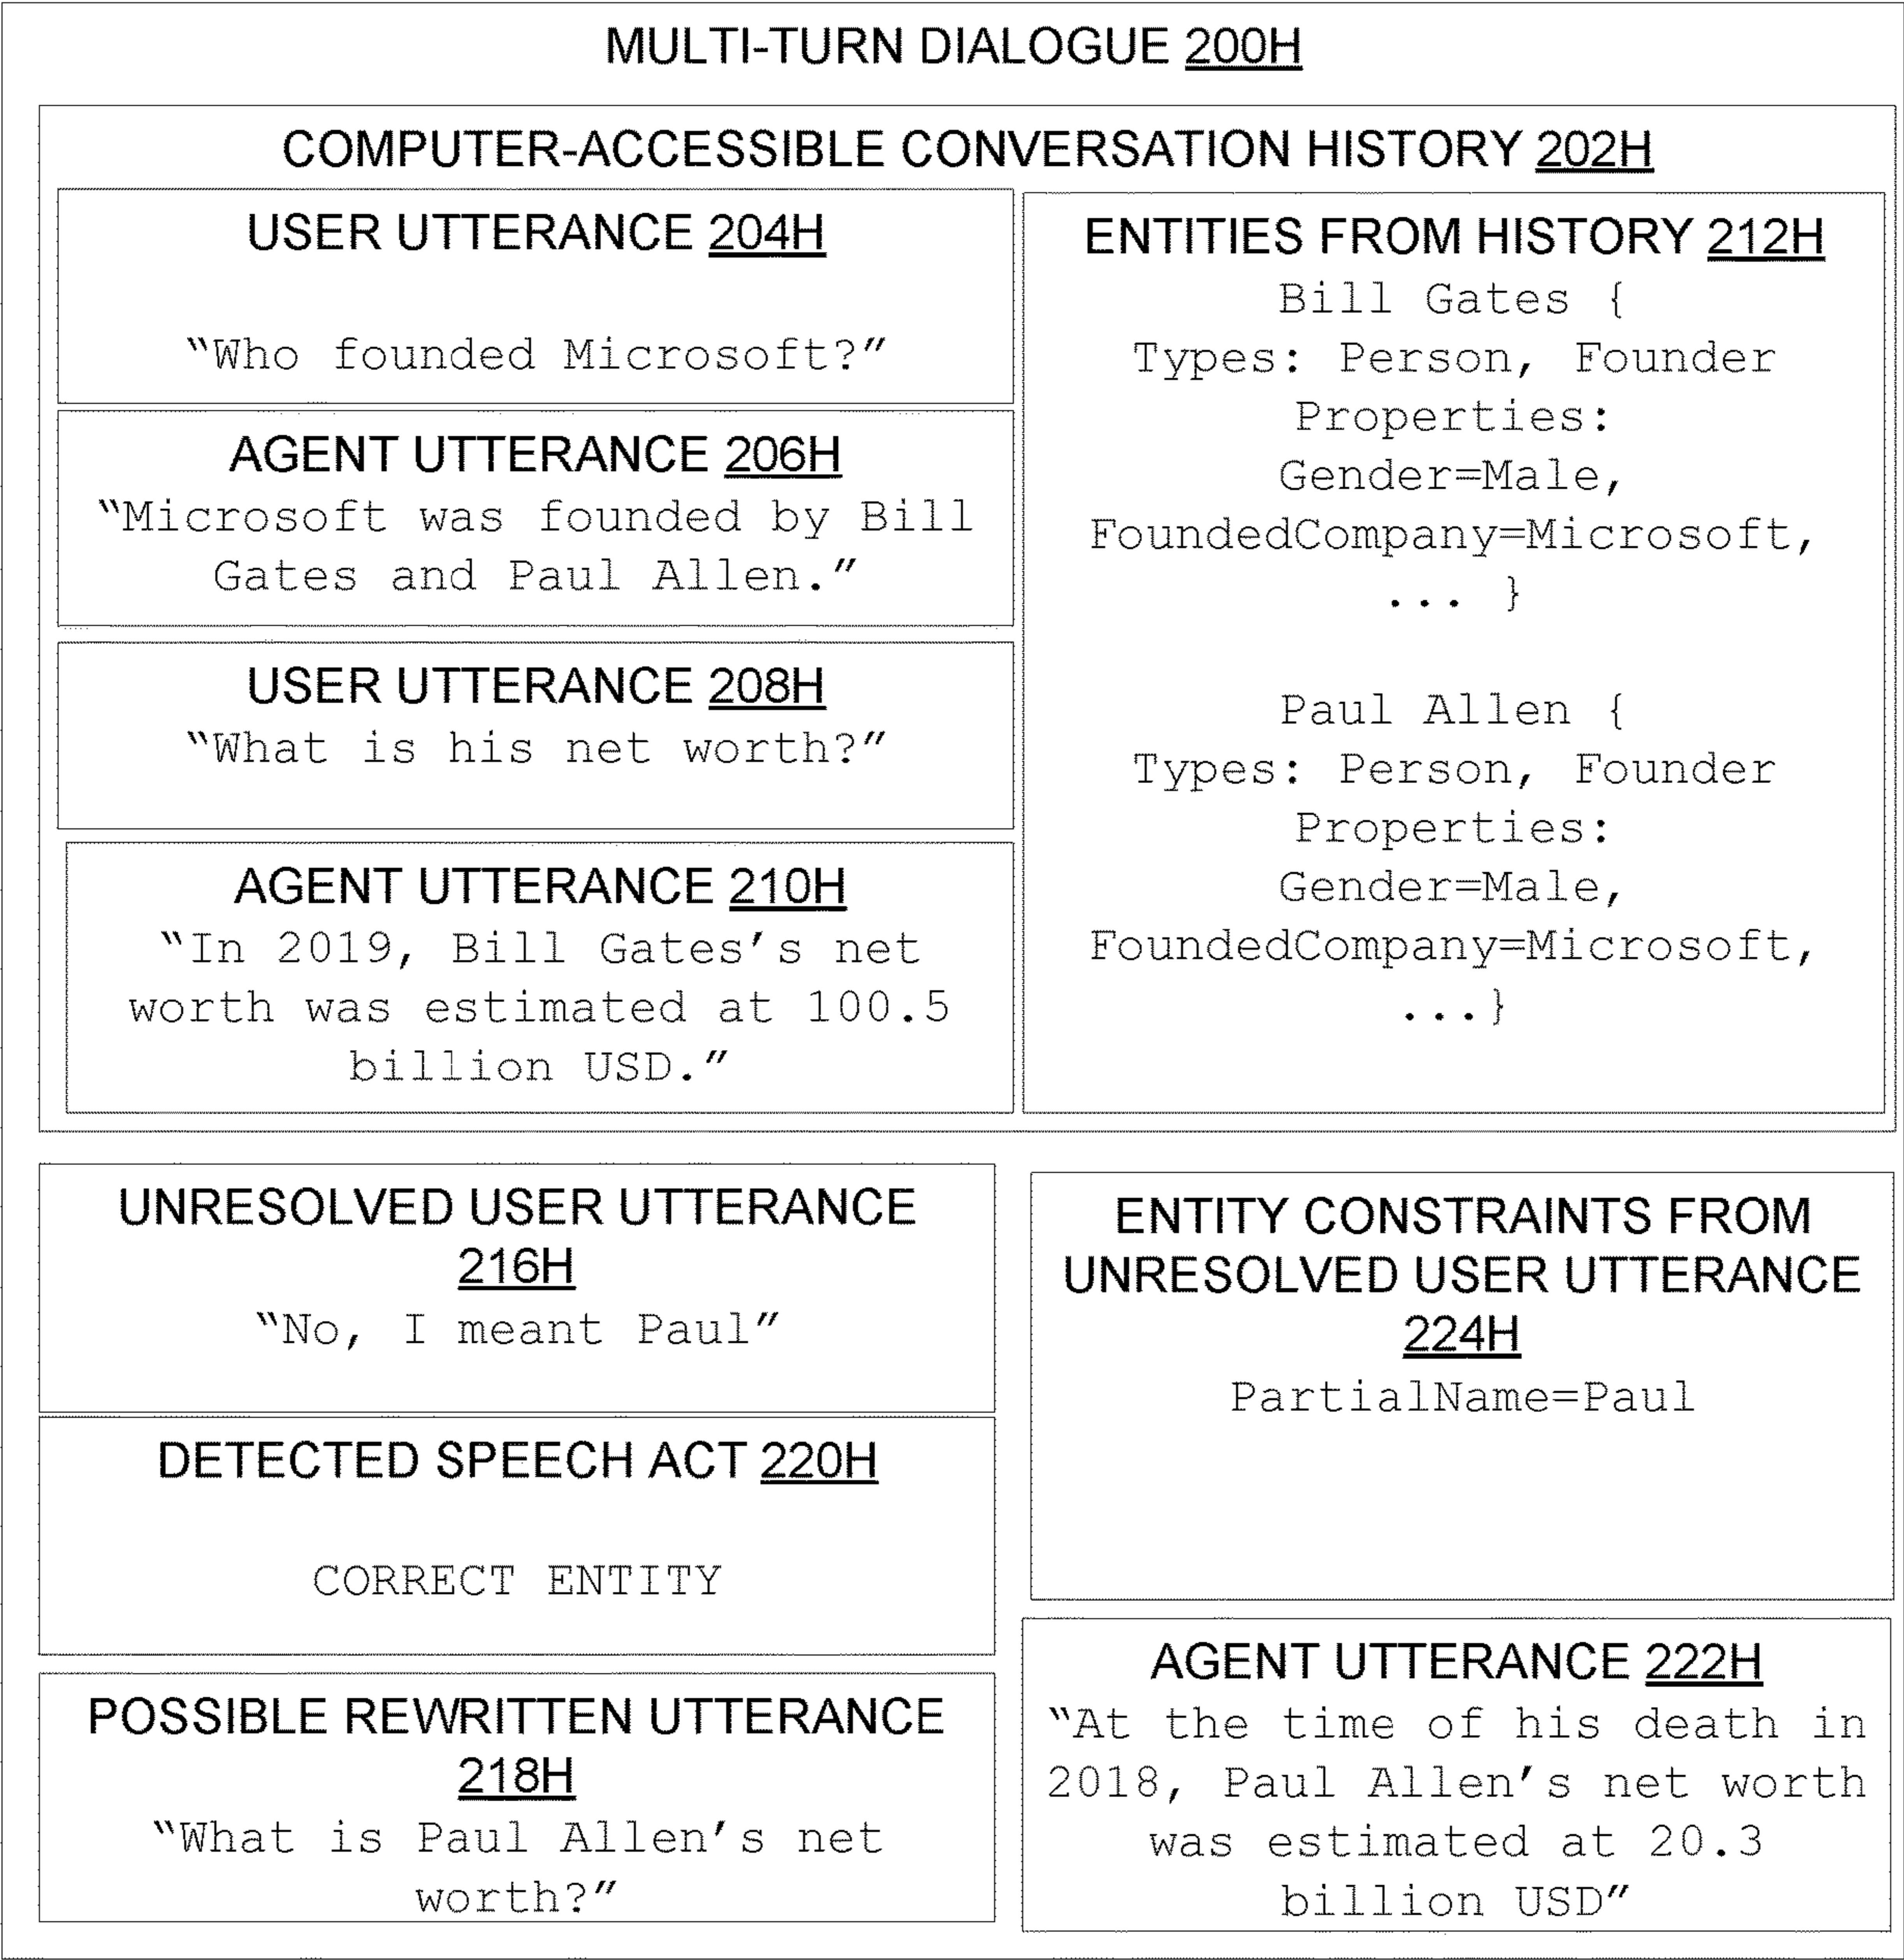 MULTI-TURN DIALOGUE 200H
COMPUTER-ACCESSIBLE CONVERSATION HISTORY 202H
USER UTTERANCE 204H
“Who founded Microsoft?”
AGENT UTTERANCE 206H
“Microsoft was founded by Bill
Gates and Paul Allen.”
USER UTTERANCE 208H
“What is his net worth?”
AGENT UTTERANCE 210H
“In 2019, Bill Gates’s net
worth was estimated at 100.5
billion USD.”
ENTITIES FROM HISTORY 212H
Bill Gates {
Types: Person, Founder
Properties:
Gender=Male,
FoundedCompany=Microsoft,
... }
Paul Allen {
Types: Person, Founder
Properties:
Gender=Male,
FoundedCompany=Microsoft,
...}
UNRESOLVED USER UTTERANCE
216H
“No, I meant Paul”
DETECTED SPEECH ACT 220H
CORRECT ENTITY
POSSIBLE REWRITTEN UTTERANCE
218H
“What is Paul Allen’s net
worth?”
ENTITY CONSTRAINTS FROM
UNRESOLVED USER UTTERANCE
224H
PartialName=Paul
AGENT UTTERANCE 222H
“At the time of his death in
2018, Paul Allen’s net worth
was estimated at 20.3
billion USD”